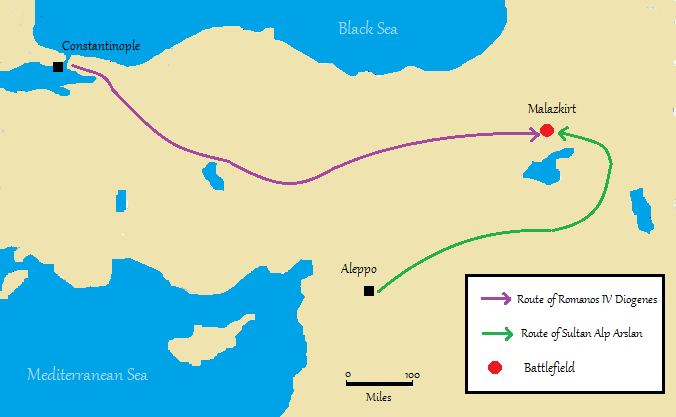 Black Sea
Constantinople
Malazkirt
Aleppo
Route of Romanos IV Diogenes
Route of Sultan Alp Arslan
Battlefield
Mediterranean Sea
0 100
Miles